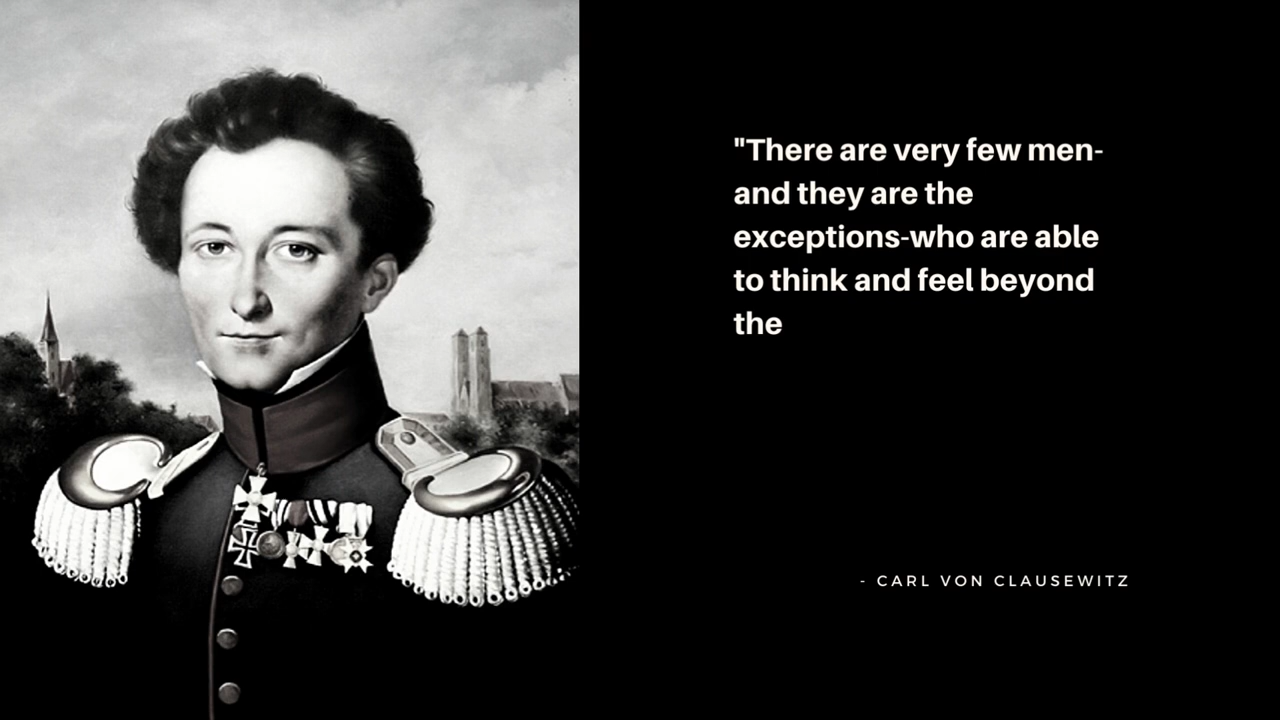 "There are very few men-
and they are the
exceptions-who are able
to think and feel beyond
the
- CARL VON CLAUSEWITZ